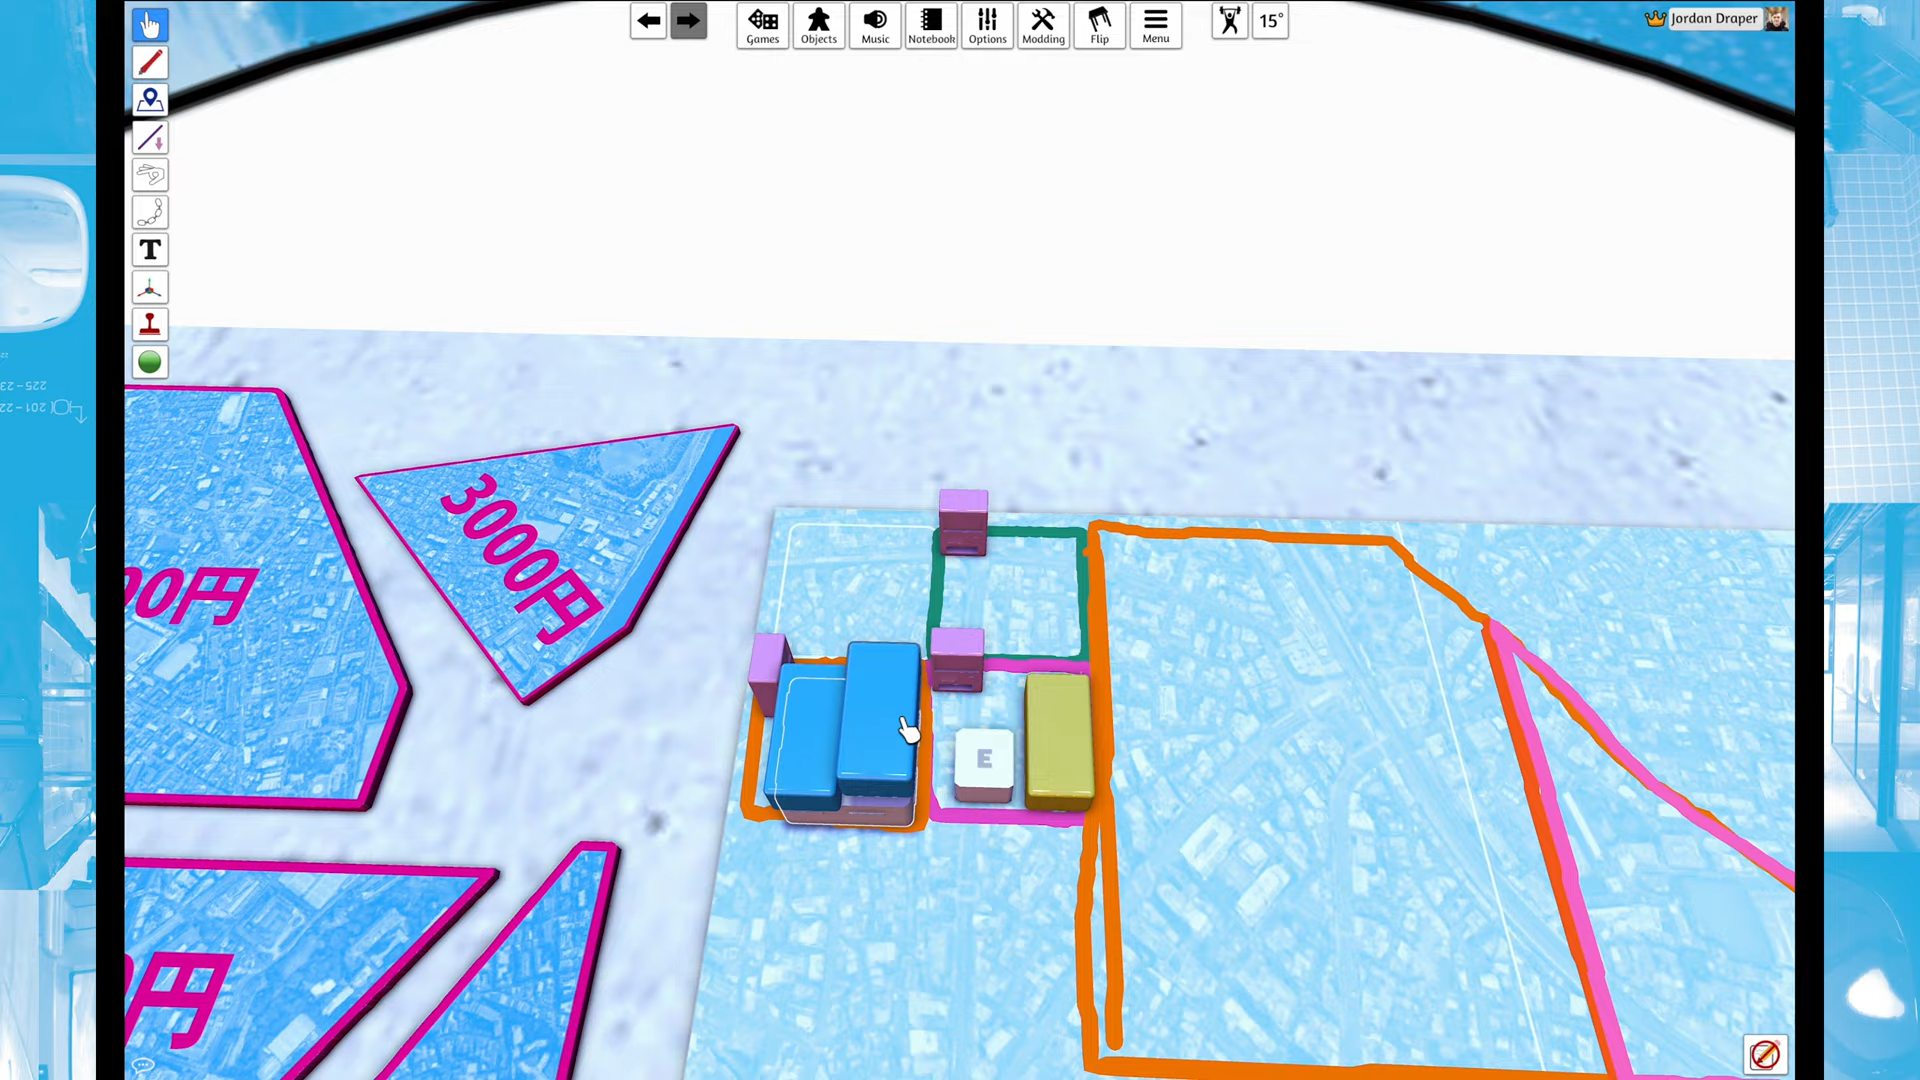 Games
Objects
Music
Notebook
Options
Modding
Flip
Menu
15°
Jordan Draper
T
3000円
00円
円
E